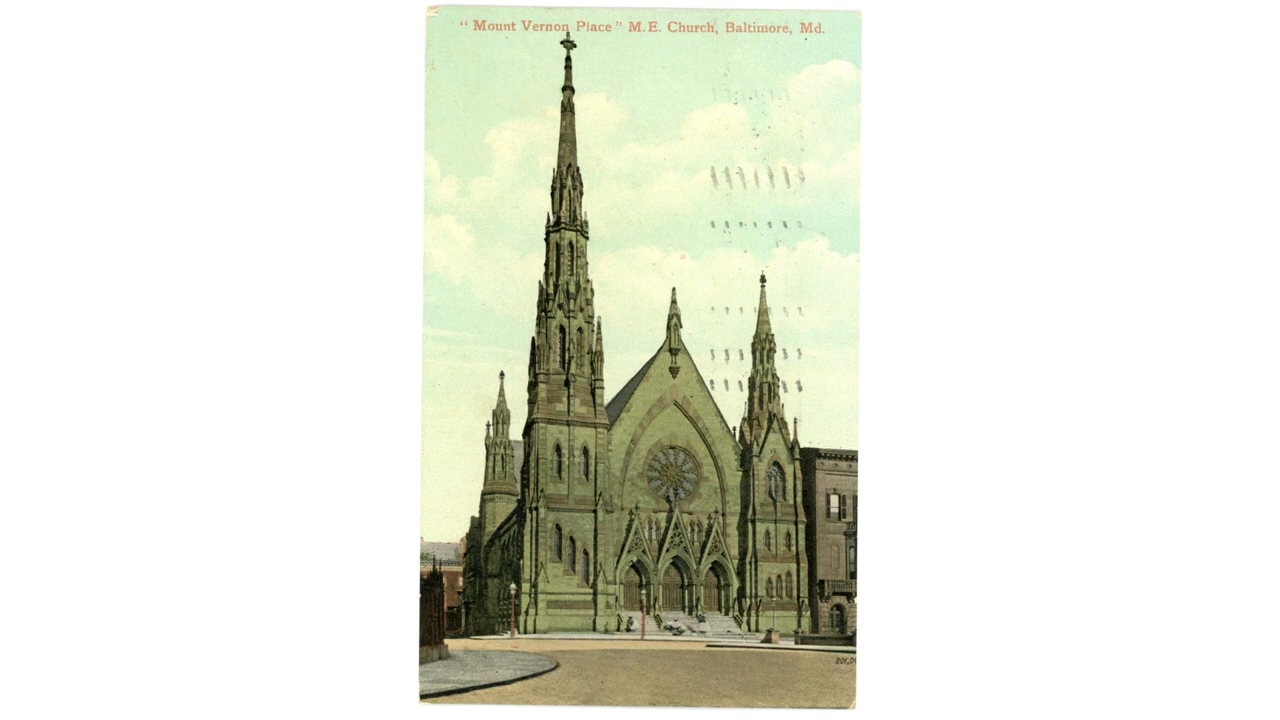 “ Mount Vernon Place ” M. E. Church, Baltimore, Md.